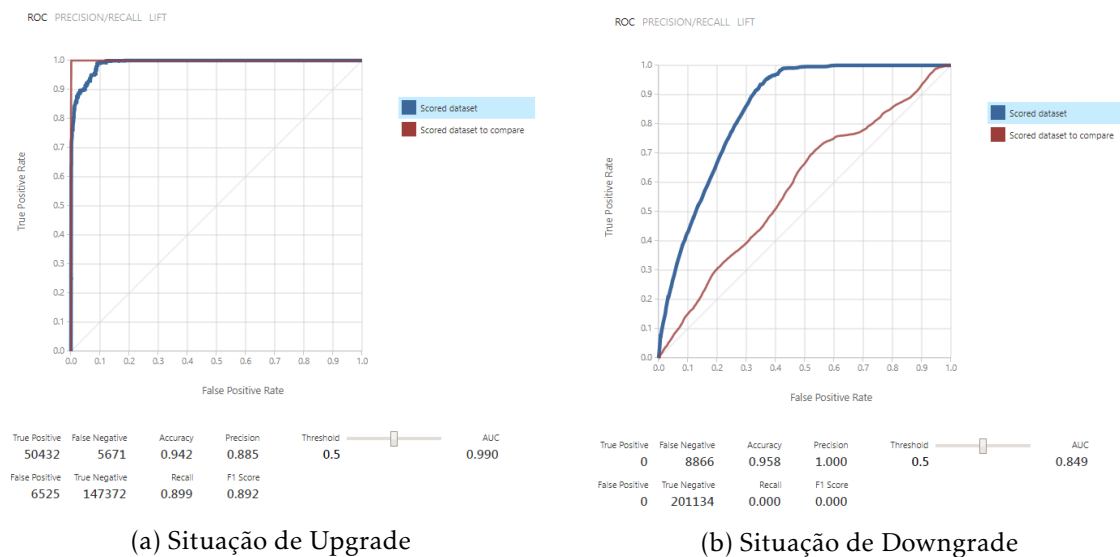 ROC PRECISION/RECALL LIFT
1.0
0.9
0.8
0.7
0.6
0.5
0.4
0.3
0.2
0.1
0.0
True Positive Rate
0.0 0.1 0.2 0.3 0.4 0.5 0.6 0.7 0.8 0.9 1.0
False Positive Rate
Scored dataset
Scored dataset to compare
True Positive False Negative Accuracy Precision Threshold AUC
50432 5671 0.942 0.885 0.5 0.990
False Positive True Negative Recall F1 Score
6525 147372 0.899 0.892
(a) Situação de Upgrade
ROC PRECISION/RECALL LIFT
1.0
0.9
0.8
0.7
0.6
0.5
0.4
0.3
0.2
0.1
0.0
True Positive Rate
0.0 0.1 0.2 0.3 0.4 0.5 0.6 0.7 0.8 0.9 1.0
False Positive Rate
Scored dataset
Scored dataset to compare
True Positive False Negative Accuracy Precision Threshold AUC
0 8866 0.958 1.000 0.5 0.849
False Positive True Negative Recall F1 Score
0 201134 0.000 0.000
(b) Situação de Downgrade